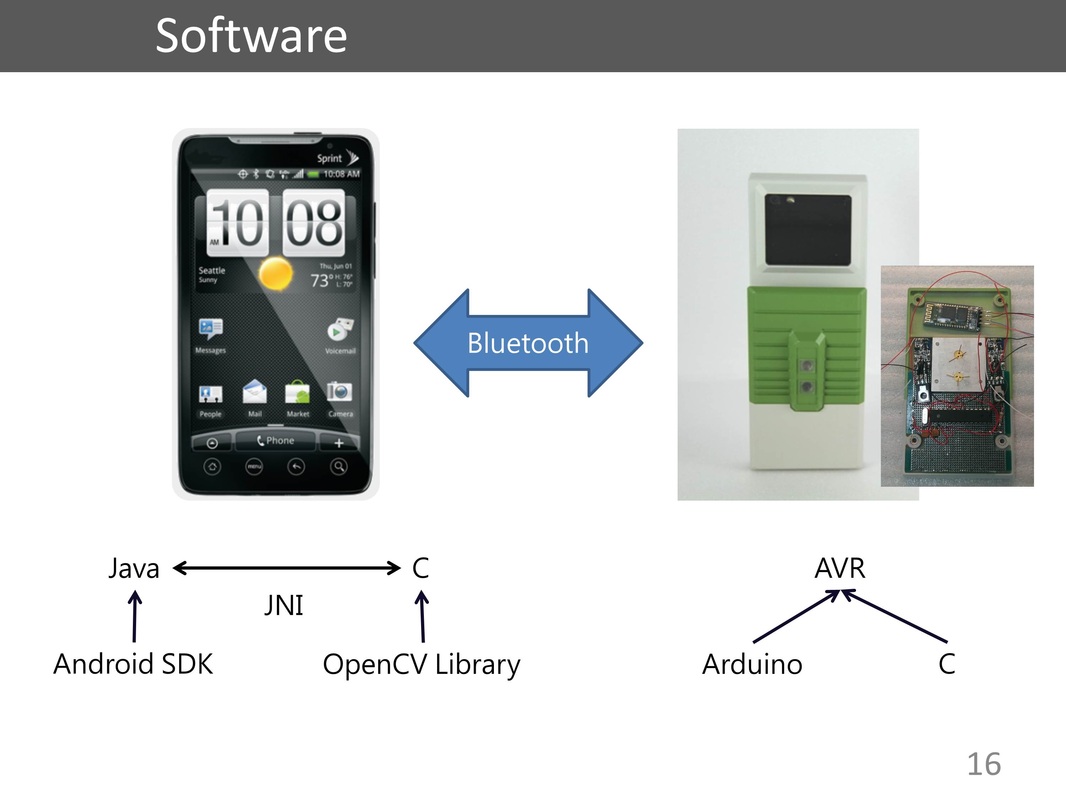 Software
Sprint
10:08 AM
10 08
AM
Seattle
Sunny
Thu, Jun 01
73° H: 76°
L: 70°
Messages
Voicemail
People Mail Market Camera
Phone
menu
Bluetooth
Java C
JNI
Android SDK OpenCV Library
AVR
Arduino C
16